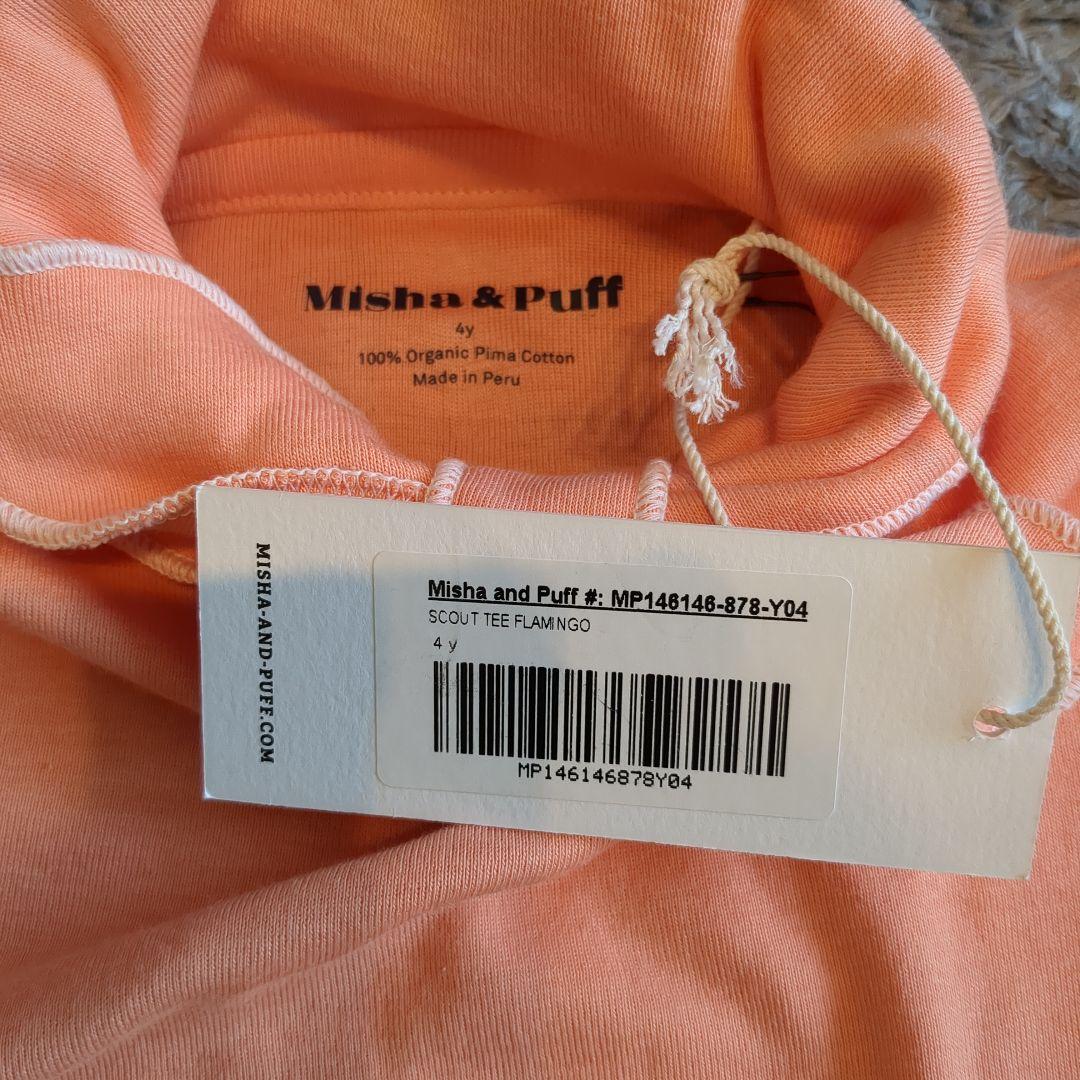 Misha & Puff
4y
100% Organic Pima Cotton
Made in Peru
MISHA-AND-PUFF.COM
Misha and Puff #: MP146146-878-Y04
SCOUT TEE FLAMINGO
4 y
MP146146878Y04